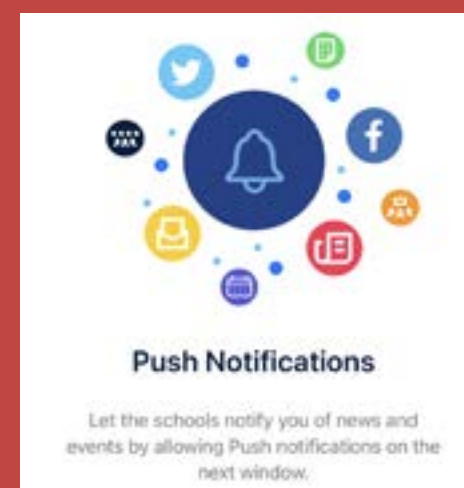 Push Notifications
Let the schools notify you of news and
events by allowing Push notifications on the
next window.